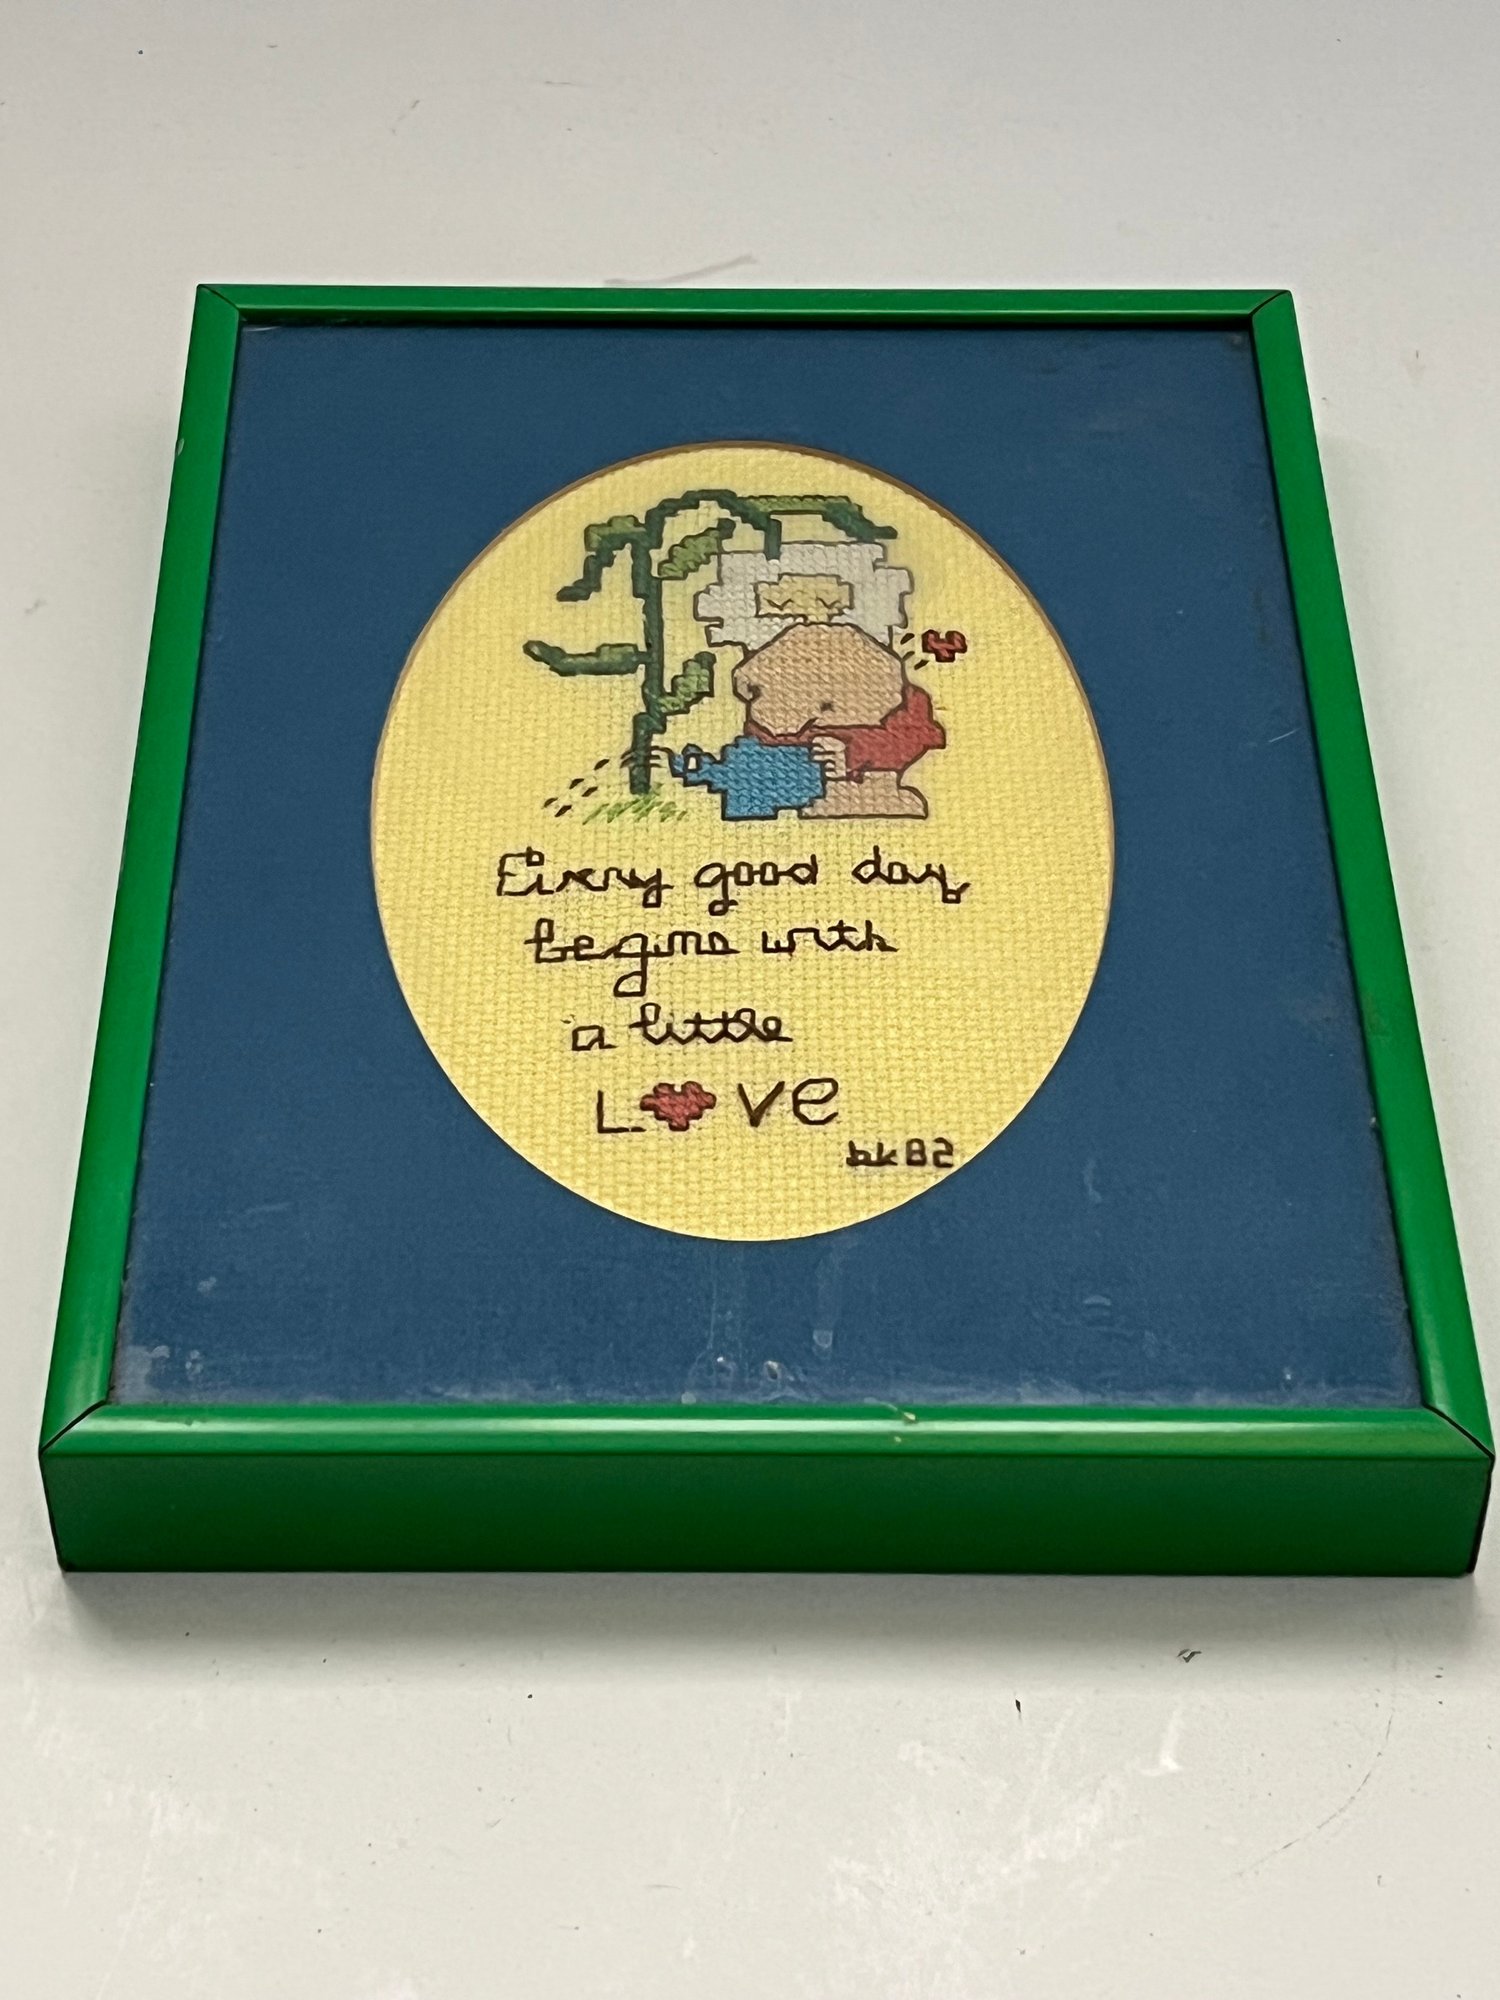 Every good day
begins with
a little
L❤ve
bk82